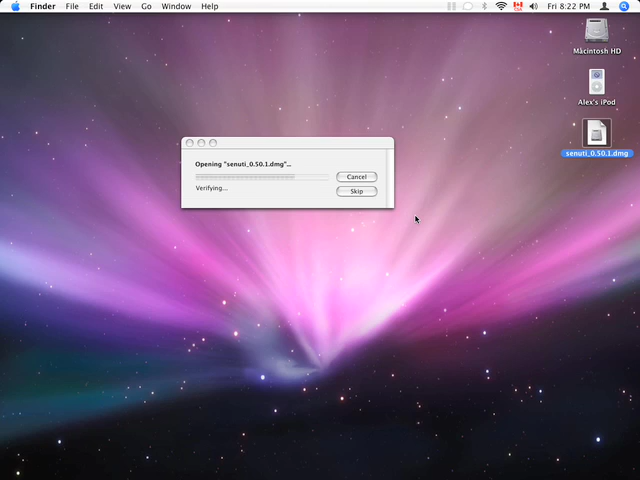 Finder File Edit View Go Window Help Fri 8:22 PM
Macintosh HD
Alex's iPod
senuti_0.50.1.dmg
Opening "senuti_0.50.1.dmg"...
Cancel
Verifying...
Skip